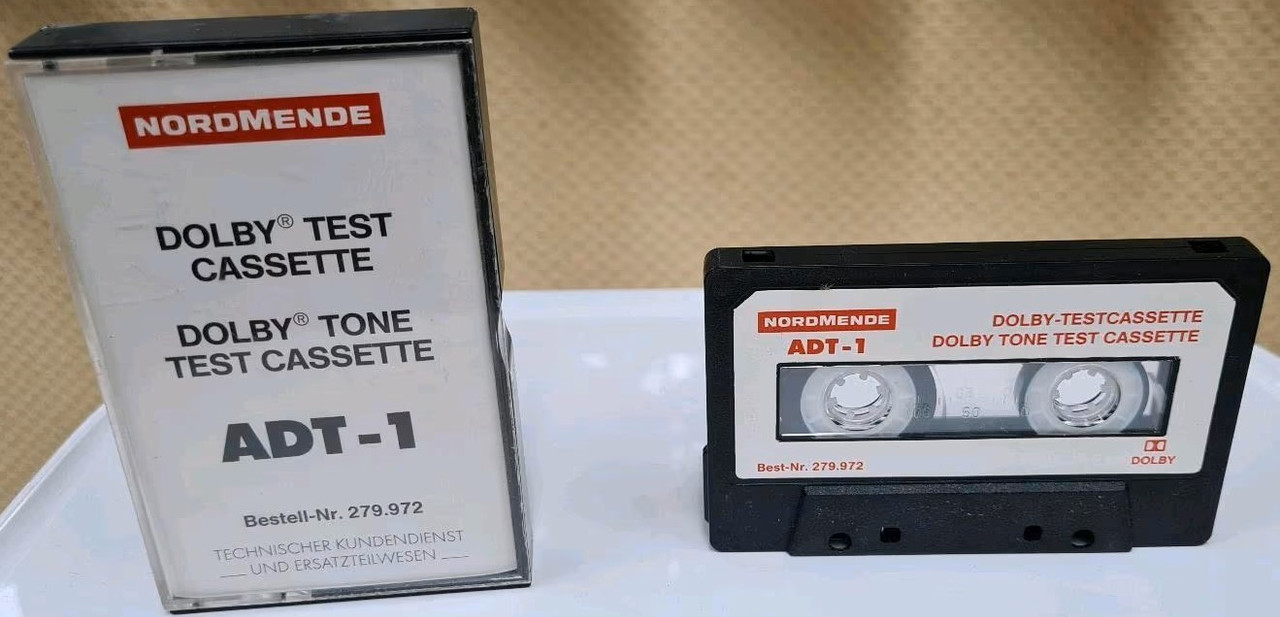 NORDMENDE
DOLBY® TEST
CASSETTE
DOLBY® TONE
TEST CASSETTE
ADT-1
Bestell-Nr. 279.972
TECHNISCHER KUNDENDIENST
UND ERSATZTEILWESEN
NORDMENDE
ADT-1
DOLBY-TESTCASSETTE
DOLBY TONE TEST CASSETTE
50
Best-Nr. 279.972
DOLBY